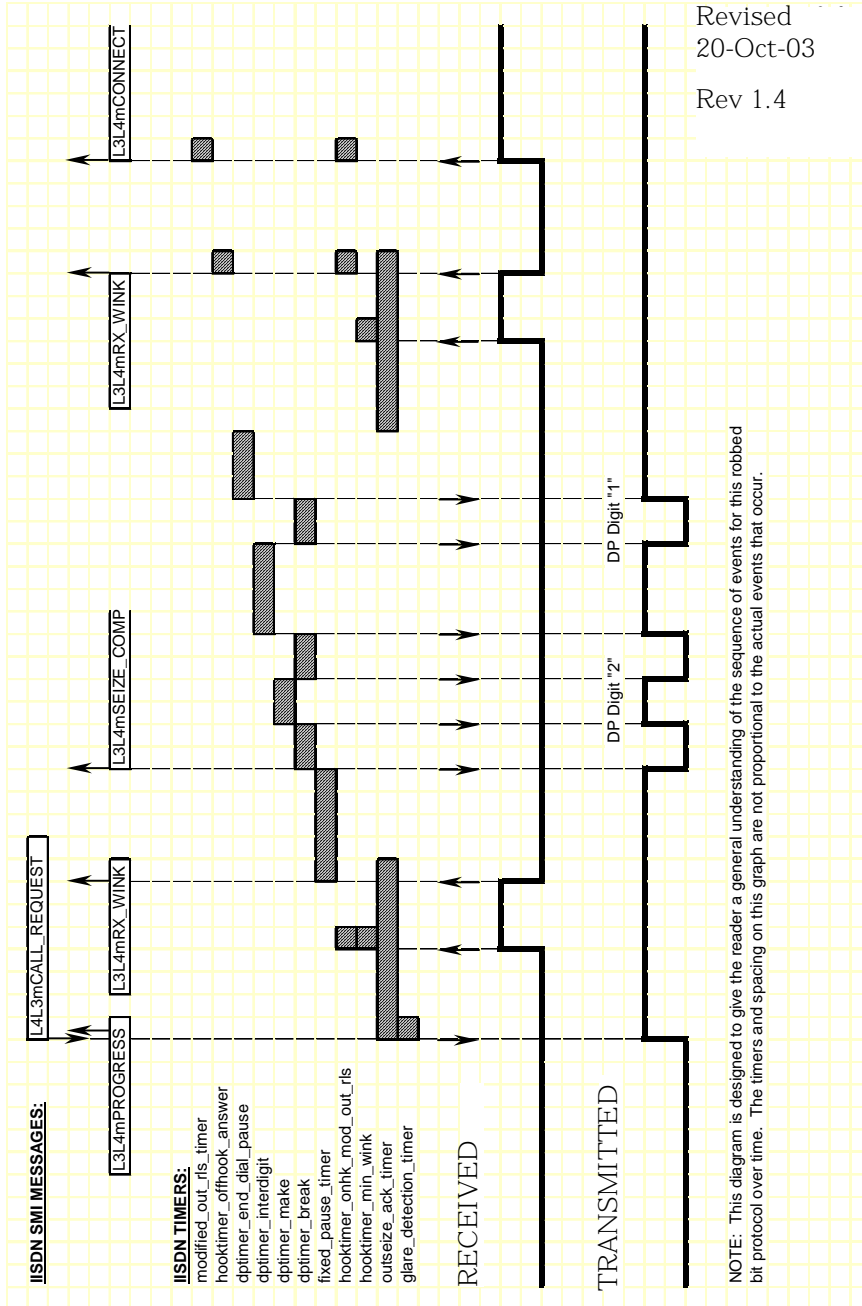 Revised
20-Oct-03
Rev 1.4
IISDN SMI MESSAGES:
L4L3mCALL_REQUEST
L3L4mPROGRESS
L3L4mRX_WINK
L3L4mSEIZE_COMP
L3L4mRX_WINK
L3L4mCONNECT
IISDN TIMERS:
modified_out_rls_timer
hooktimer_offhook_answer
dptimer_end_dial_pause
dptimer_interdigit
dptimer_make
dptimer_break
fixed_pause_timer
hooktimer_onhk_mod_out_rls
hooktimer_min_wink
outseize_ack_timer
glare_detection_timer
RECEIVED
TRANSMITTED
DP Digit "2"
DP Digit "1"
NOTE: This diagram is designed to give the reader a general understanding of the sequence of events for this robbed
bit protocol over time. The timers and spacing on this graph are not proportional to the actual events that occur.